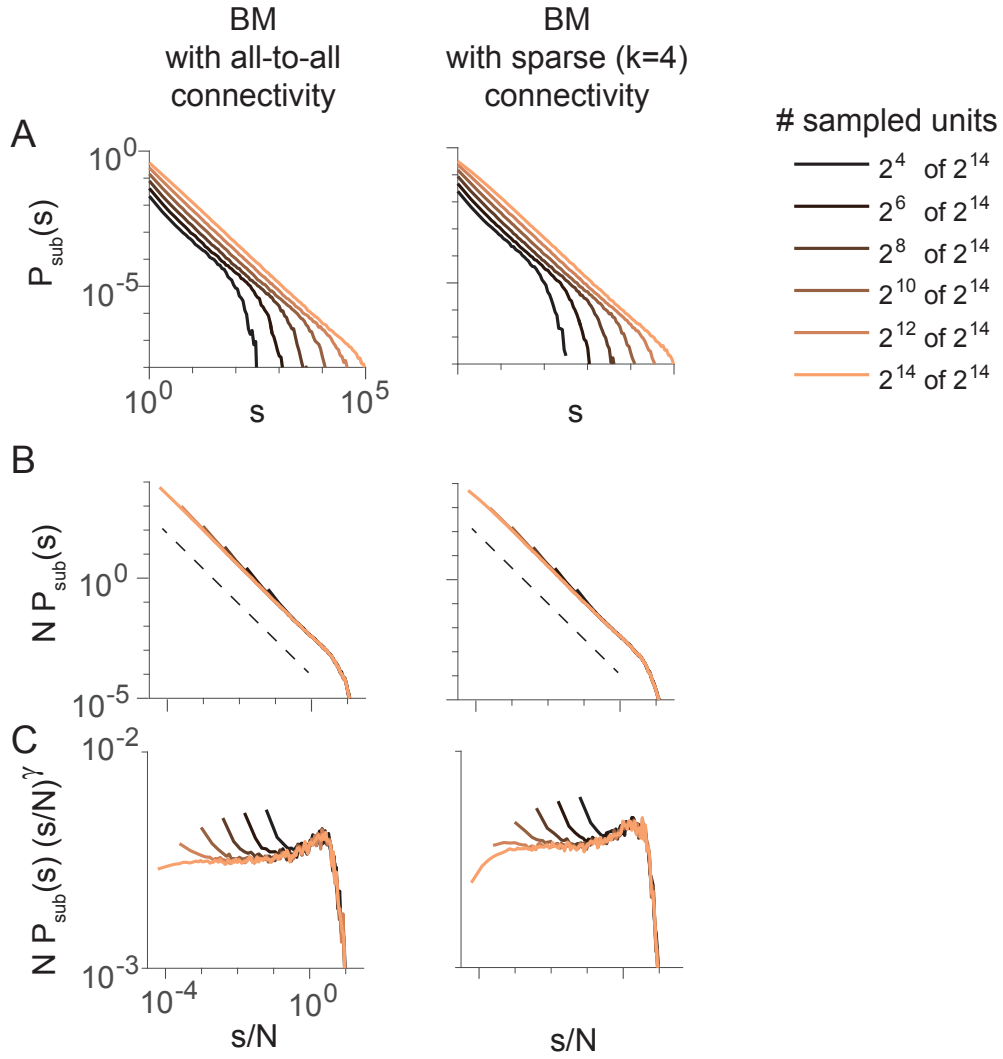 BM
with all-to-all
connectivity
BM
with sparse (k=4)
connectivity
# sampled units
2^4 of 2^14
2^6 of 2^14
2^8 of 2^14
2^10 of 2^14
2^12 of 2^14
2^14 of 2^14
A
P_sub(s)
10^0
10^-5
10^0
10^5
s
s
B
N P_sub(s)
10^0
10^-5
C
N P_sub(s) (s/N)^γ
10^-2
10^-3
10^-4
10^0
s/N
s/N